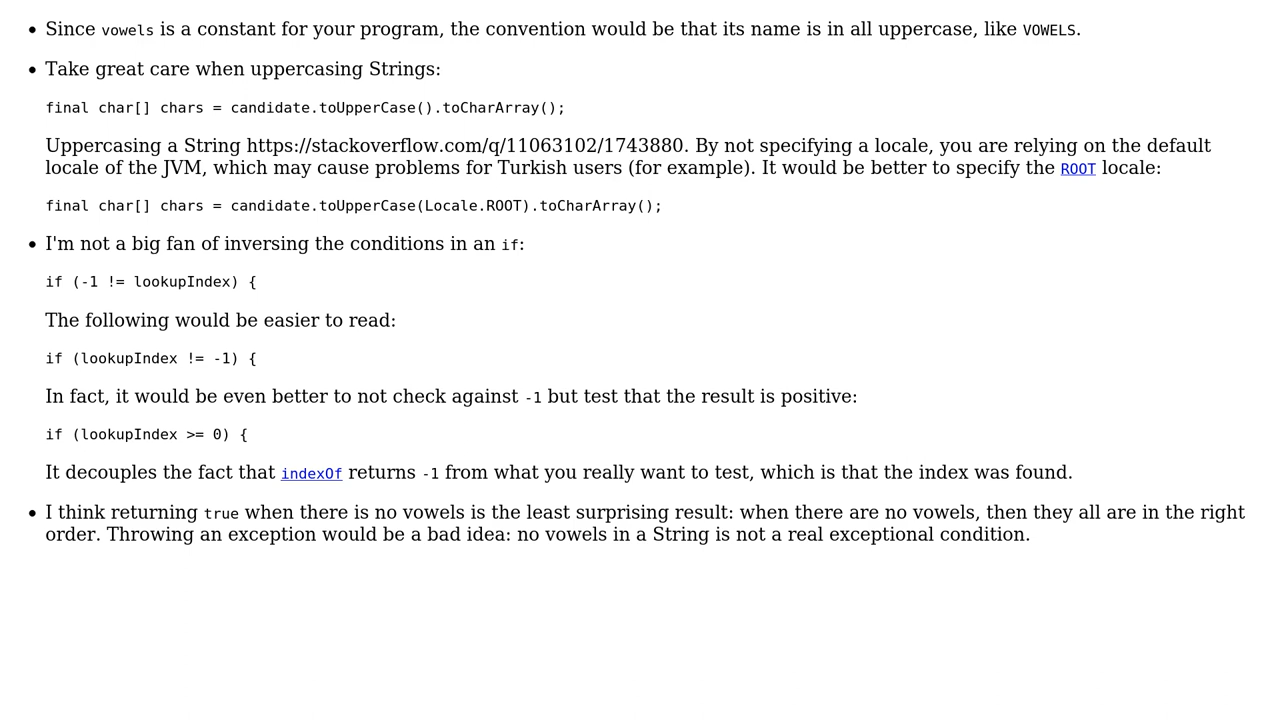 • Since vowels is a constant for your program, the convention would be that its name is in all uppercase, like VOWELS.
• Take great care when uppercasing Strings:
final char[] chars = candidate.toUpperCase().toCharArray();
Uppercasing a String https://stackoverflow.com/q/11063102/1743880. By not specifying a locale, you are relying on the default
locale of the JVM, which may cause problems for Turkish users (for example). It would be better to specify the ROOT locale:
final char[] chars = candidate.toUpperCase(Locale.ROOT).toCharArray();
• I'm not a big fan of inversing the conditions in an if:
if (-1 != lookupIndex) {
The following would be easier to read:
if (lookupIndex != -1) {
In fact, it would be even better to not check against -1 but test that the result is positive:
if (lookupIndex >= 0) {
It decouples the fact that indexOf returns -1 from what you really want to test, which is that the index was found.
• I think returning true when there is no vowels is the least surprising result: when there are no vowels, then they all are in the right
order. Throwing an exception would be a bad idea: no vowels in a String is not a real exceptional condition.